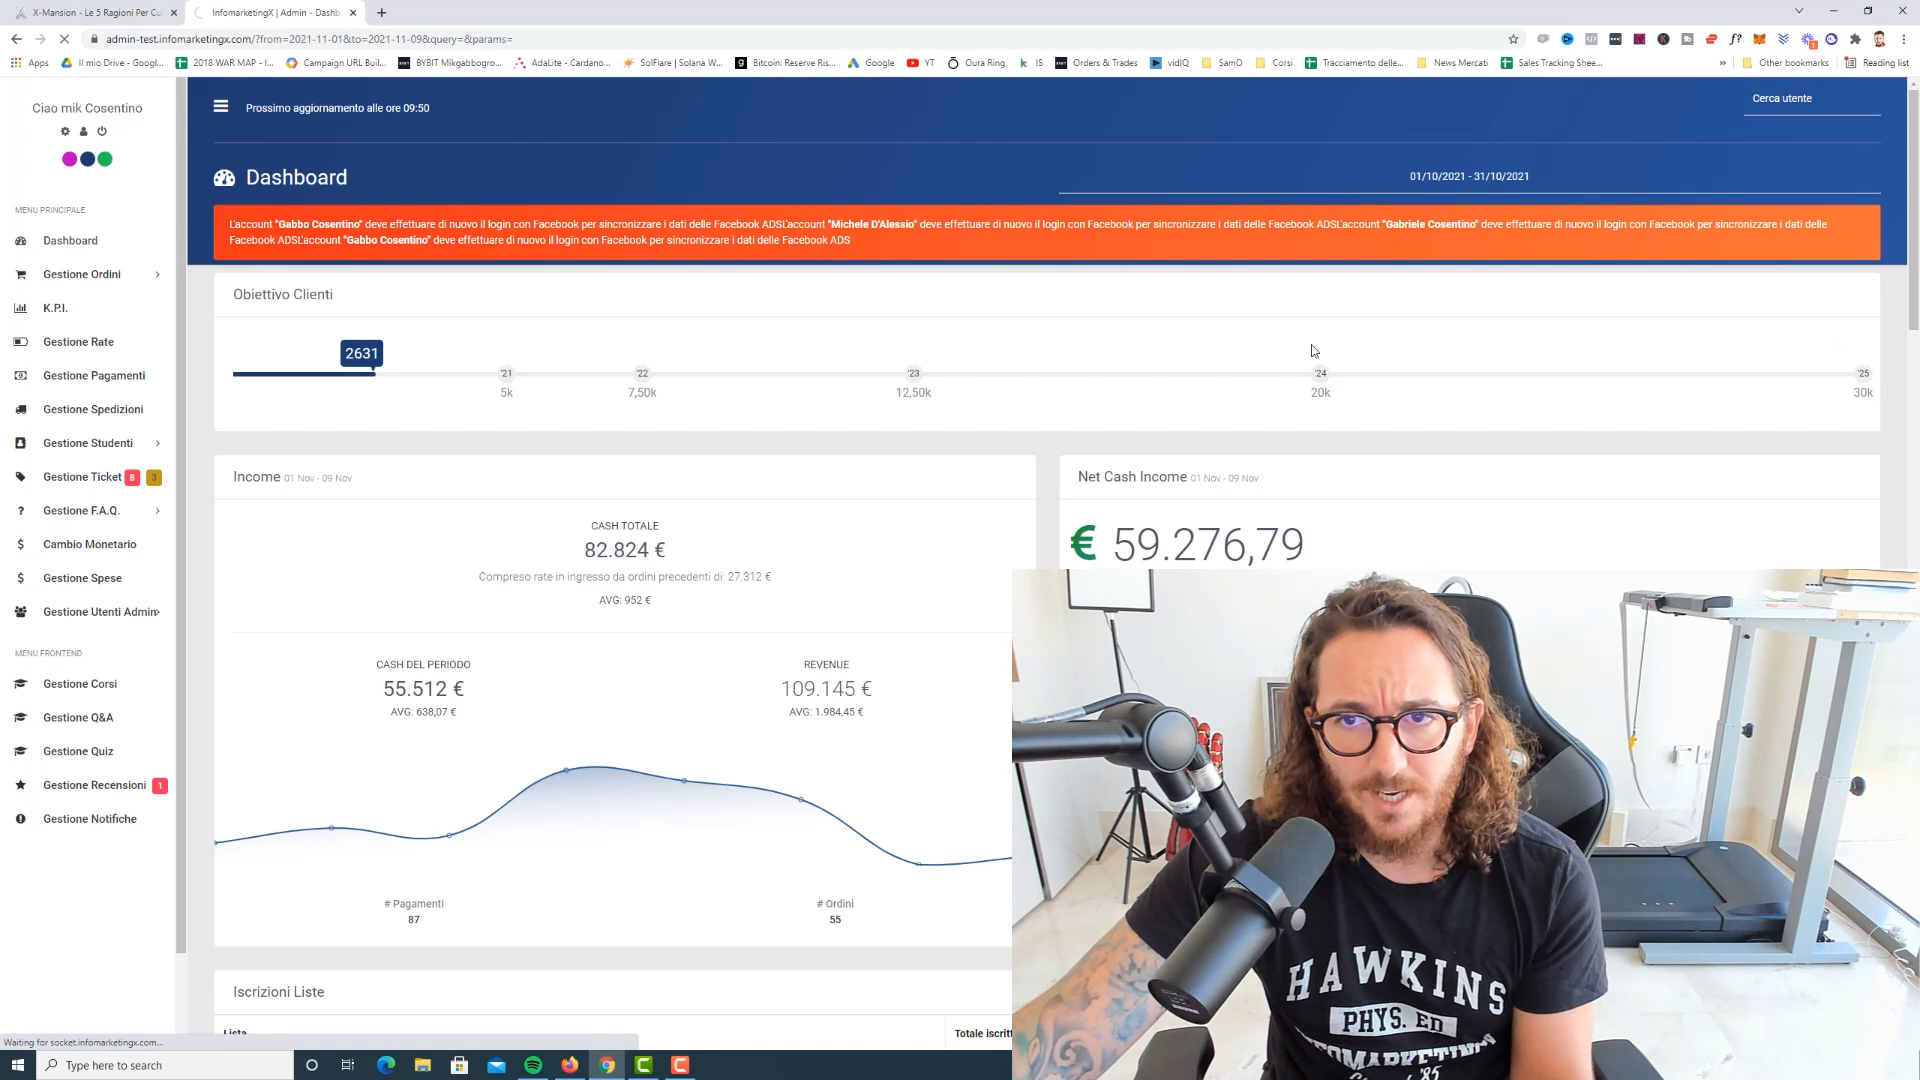 X-Mansion - Le 5 Ragioni Per Cu
InfomarketingX | Admin - Dashb
admin-test.infomarketingx.com/?from=2021-11-01&to=2021-11-09&query=&params=
Apps
Il mio Drive - Googl...
2018 WAR MAP - I...
Campaign URL Buil...
BYBIT Mikgabbogro...
AdaLite - Cardano...
SolFlare | Solana W...
Bitcoin: Reserve Ris...
Google
YT
Oura Ring
IS
Orders & Trades
vidIQ
SamO
Corsi
Tracciamento delle...
News Mercati
Sales Tracking Shee...
Other bookmarks
Reading list
Ciao mik Cosentino
MENU PRINCIPALE
Dashboard
Gestione Ordini
K.P.I.
Gestione Rate
Gestione Pagamenti
Gestione Spedizioni
Gestione Studenti
Gestione Ticket 8 3
Gestione F.A.Q.
Cambio Monetario
Gestione Spese
Gestione Utenti Admin
MENU FRONTEND
Gestione Corsi
Gestione Q&A
Gestione Quiz
Gestione Recensioni 1
Gestione Notifiche
Prossimo aggiornamento alle ore 09:50
Cerca utente
Dashboard
01/10/2021 - 31/10/2021
L'account "Gabbo Cosentino" deve effettuare di nuovo il login con Facebook per sincronizzare i dati delle Facebook ADSL'account "Michele D'Alessio" deve effettuare di nuovo il login con Facebook per sincronizzare i dati delle Facebook ADSL'account "Gabriele Cosentino" deve effettuare di nuovo il login con Facebook per sincronizzare i dati delle
Facebook ADSL'account "Gabbo Cosentino" deve effettuare di nuovo il login con Facebook per sincronizzare i dati delle Facebook ADS
Obiettivo Clienti
2631
'21
'22
'23
'24
'25
5k
7,50k
12,50k
20k
30k
Income 01 Nov - 09 Nov
CASH TOTALE
82.824 €
Compreso rate in ingresso da ordini precedenti di: 27.312 €
AVG: 952 €
CASH DEL PERIODO
55.512 €
AVG: 638,07 €
REVENUE
109.145 €
AVG: 1.984,45 €
# Pagamenti
87
# Ordini
55
Net Cash Income 01 Nov - 09 Nov
€ 59.276,79
Iscrizioni Liste
Lista
Totale iscritt
HAWKINS
PHYS. ED
Waiting for socket.infomarketingx.com...
Type here to search